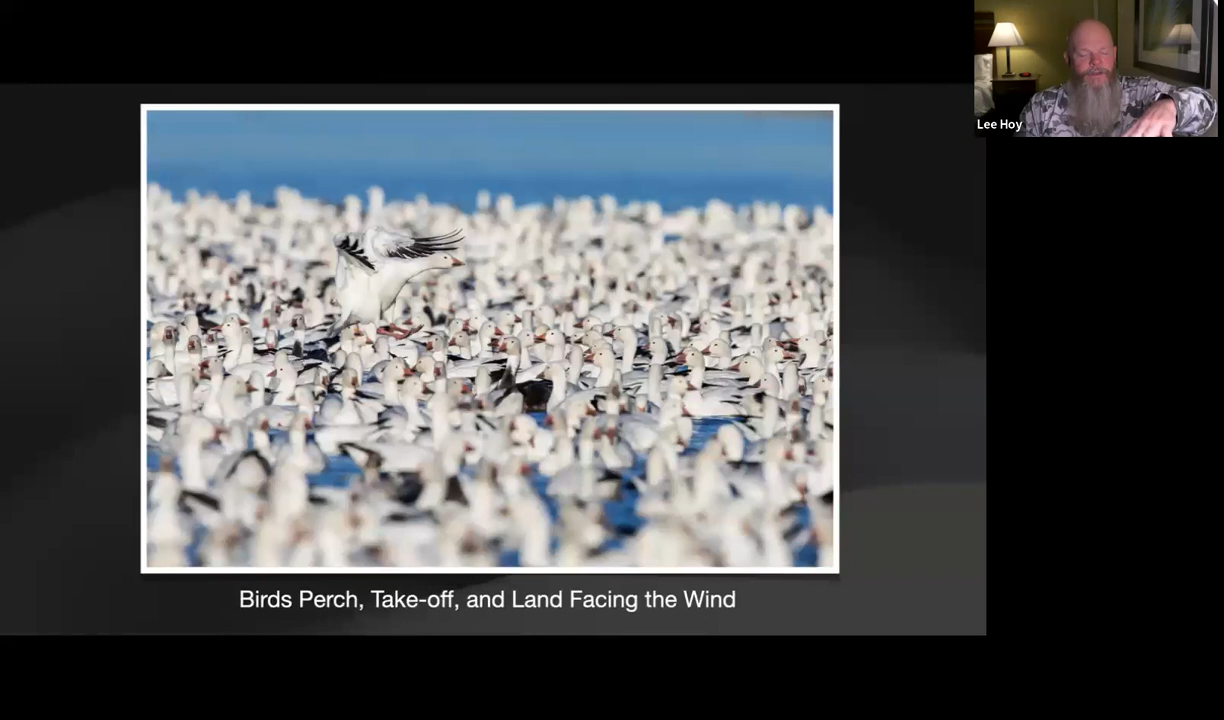 Lee Hoy
Birds Perch, Take-off, and Land Facing the Wind